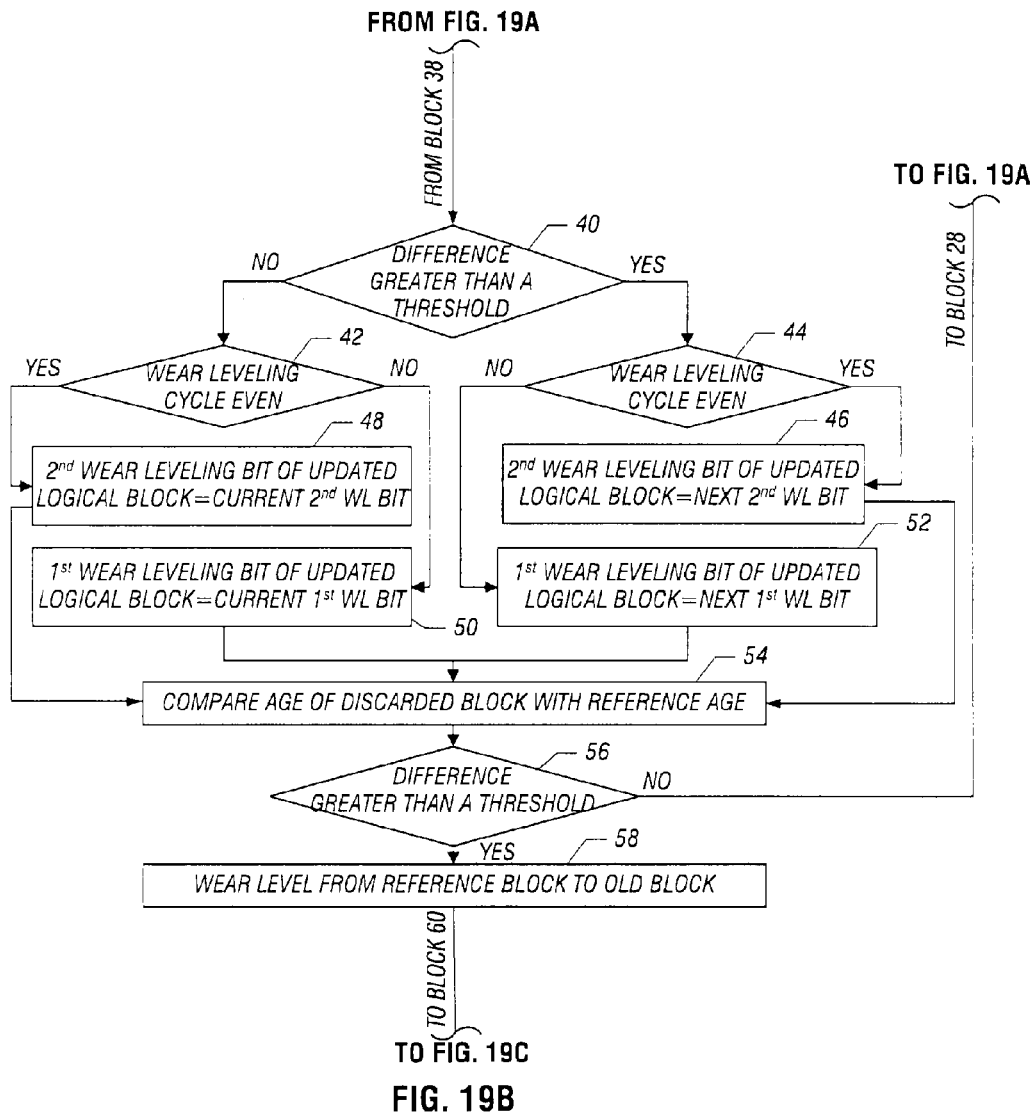 FROM FIG. 19A
FROM BLOCK 38
TO FIG. 19A
TO BLOCK 28
40
DIFFERENCE
GREATER THAN A
THRESHOLD
NO
YES
42
WEAR LEVELING
CYCLE EVEN
YES
NO
44
WEAR LEVELING
CYCLE EVEN
NO
YES
48
2nd WEAR LEVELING BIT OF UPDATED
LOGICAL BLOCK=CURRENT 2nd WL BIT
46
2nd WEAR LEVELING BIT OF UPDATED
LOGICAL BLOCK=NEXT 2nd WL BIT
1st WEAR LEVELING BIT OF UPDATED
LOGICAL BLOCK=CURRENT 1st WL BIT
50
52
1st WEAR LEVELING BIT OF UPDATED
LOGICAL BLOCK=NEXT 1st WL BIT
54
COMPARE AGE OF DISCARDED BLOCK WITH REFERENCE AGE
56
DIFFERENCE
GREATER THAN A THRESHOLD
NO
YES
58
WEAR LEVEL FROM REFERENCE BLOCK TO OLD BLOCK
TO BLOCK 60
TO FIG. 19C
FIG. 19B